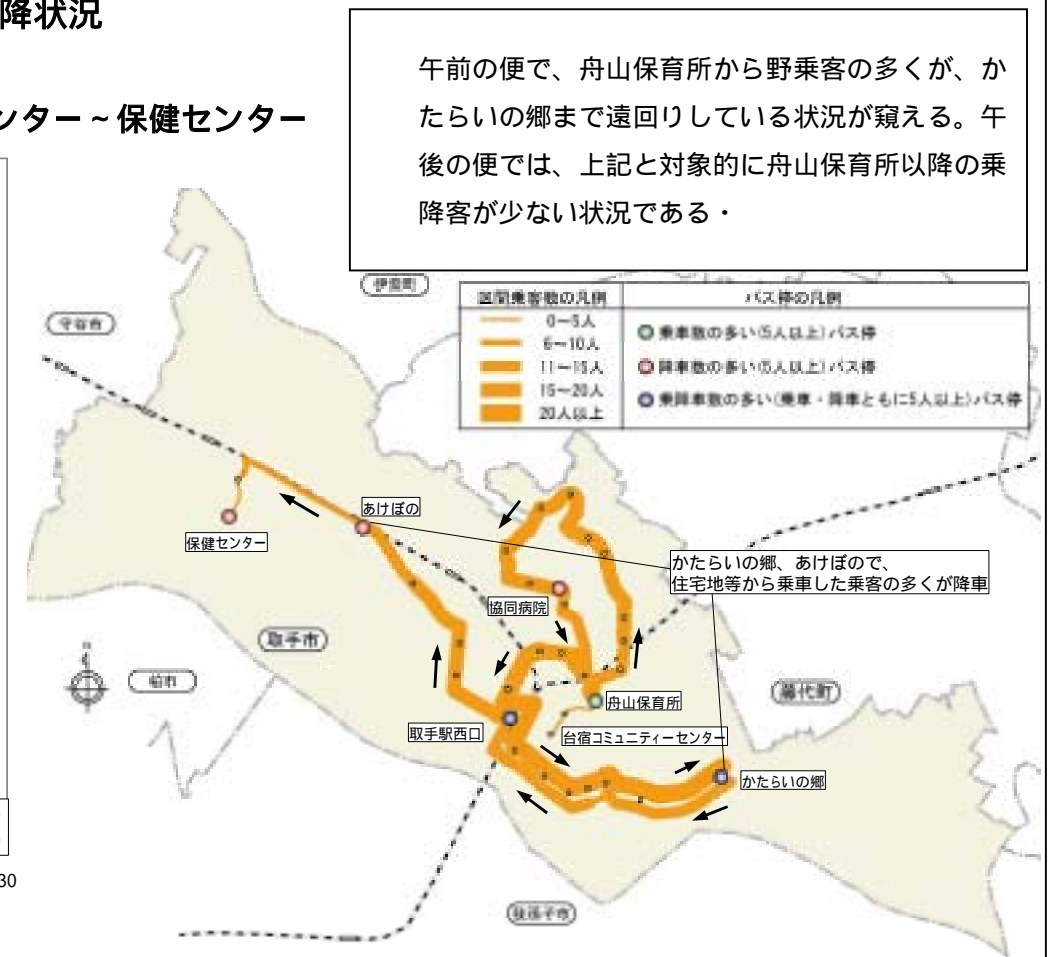 降状況
ンター～保健センター
午前の便で、舟山保育所から野乗客の多くが、か
たらいの郷まで遠回りしている状況が窺える。午
後の便では、上記と対象的に舟山保育所以降の乗
降客が少ない状況である・
区間乗客数の凡例
バス停の凡例
0～5人
6～10人
11～15人
15～20人
20人以上
乗車数の多い(5人以上)バス停
降車数の多い(5人以上)バス停
乗降車数の多い(乗車・降車ともに5人以上)バス停
守谷市
あけぼの
保健センター
かたらいの郷、あけぼので、
住宅地等から乗車した乗客の多くが降車
協同病院
取手市
柏市
藤代町
舟山保育所
取手駅西口
台宿コミュニティーセンター
かたらいの郷
30
我孫子市